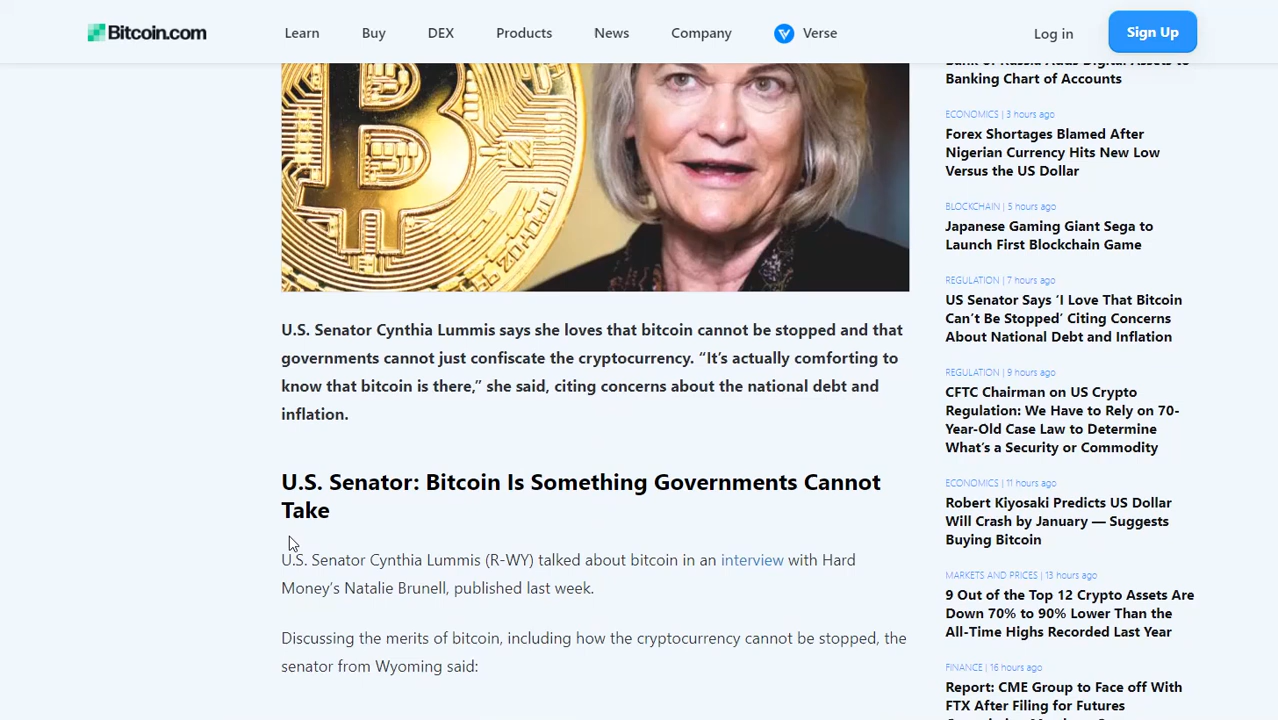 Bitcoin.com
Learn
Buy
DEX
Products
News
Company
Verse
Log in
Sign Up
U.S. Senator Cynthia Lummis says she loves that bitcoin cannot be stopped and that
governments cannot just confiscate the cryptocurrency. “It’s actually comforting to
know that bitcoin is there,” she said, citing concerns about the national debt and
inflation.
U.S. Senator: Bitcoin Is Something Governments Cannot
Take
U.S. Senator Cynthia Lummis (R-WY) talked about bitcoin in an interview with Hard
Money’s Natalie Brunell, published last week.
Discussing the merits of bitcoin, including how the cryptocurrency cannot be stopped, the
senator from Wyoming said:
Bank of Russia Adds Digital Assets to
Banking Chart of Accounts
ECONOMICS | 3 hours ago
Forex Shortages Blamed After
Nigerian Currency Hits New Low
Versus the US Dollar
BLOCKCHAIN | 5 hours ago
Japanese Gaming Giant Sega to
Launch First Blockchain Game
REGULATION | 7 hours ago
US Senator Says ‘I Love That Bitcoin
Can’t Be Stopped’ Citing Concerns
About National Debt and Inflation
REGULATION | 9 hours ago
CFTC Chairman on US Crypto
Regulation: We Have to Rely on 70-
Year-Old Case Law to Determine
What’s a Security or Commodity
ECONOMICS | 11 hours ago
Robert Kiyosaki Predicts US Dollar
Will Crash by January — Suggests
Buying Bitcoin
MARKETS AND PRICES | 13 hours ago
9 Out of the Top 12 Crypto Assets Are
Down 70% to 90% Lower Than the
All-Time Highs Recorded Last Year
FINANCE | 16 hours ago
Report: CME Group to Face off With
FTX After Filing for Futures